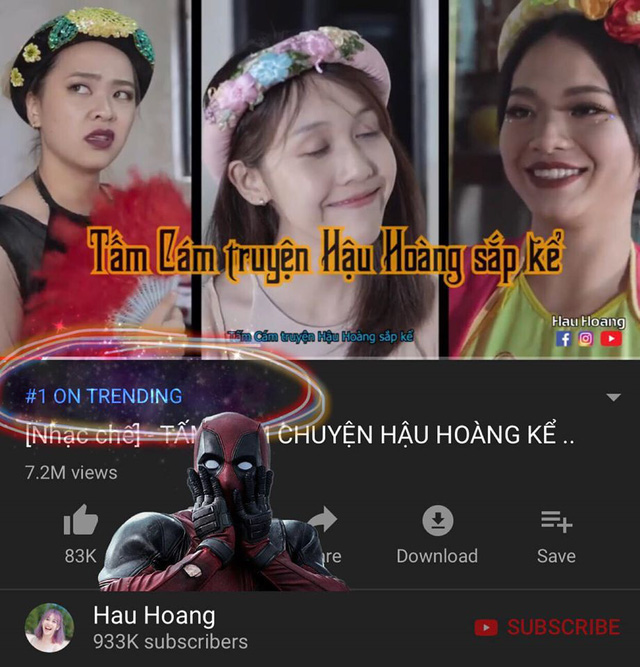 Tấm Cám truyện Hậu Hoàng sắp kể
Hau Hoang
Tấm Cám truyện Hậu Hoàng sắp kể
#1 ON TRENDING
[Nhạc chế] - TẤM CHUYỆN HẬU HOÀNG KỂ ..
7.2M views
83K
Download
Save
Hau Hoang
933K subscribers
SUBSCRIBE